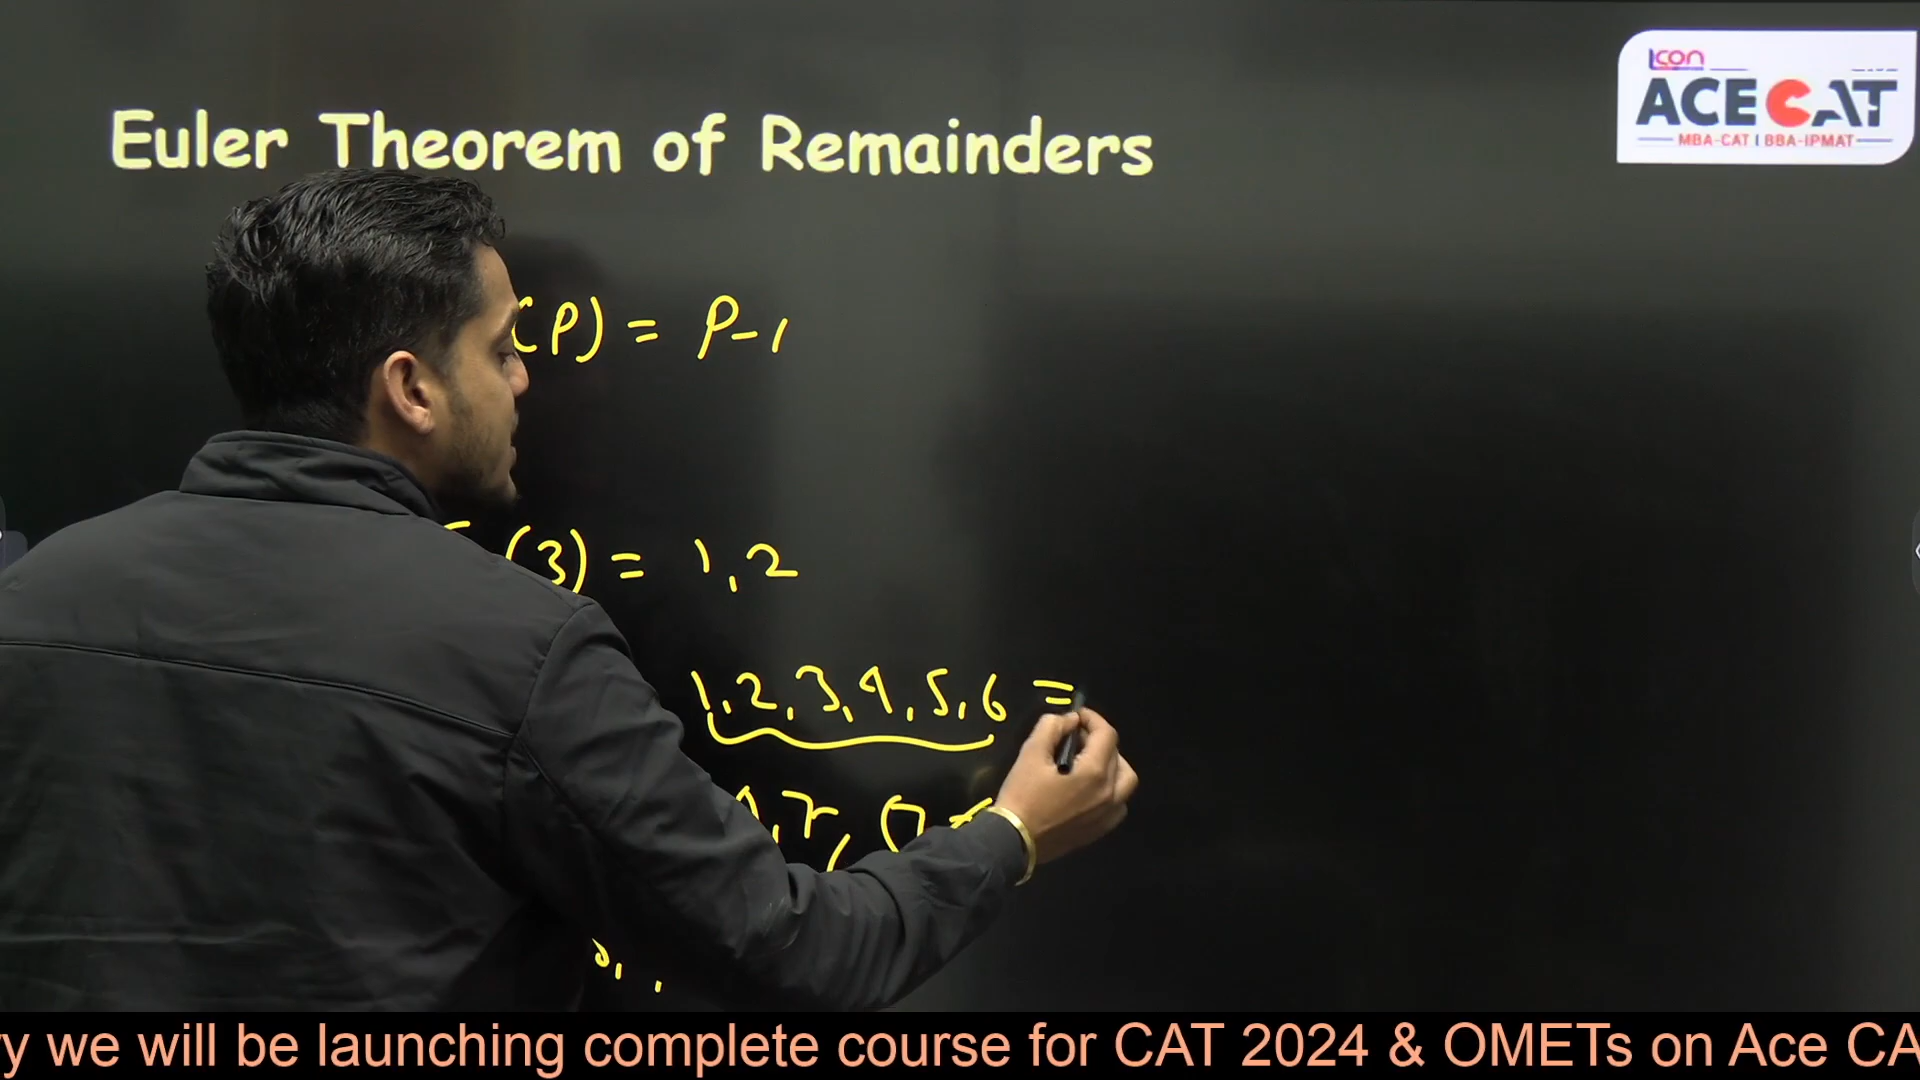 Icon
ACE CAT
MBA-CAT | BBA-IPMAT
Euler Theorem of Remainders
(P) = P-1
(3) = 1,2
1,2,3,4,5,6 =
y we will be launching complete course for CAT 2024 & OMETs on Ace CA